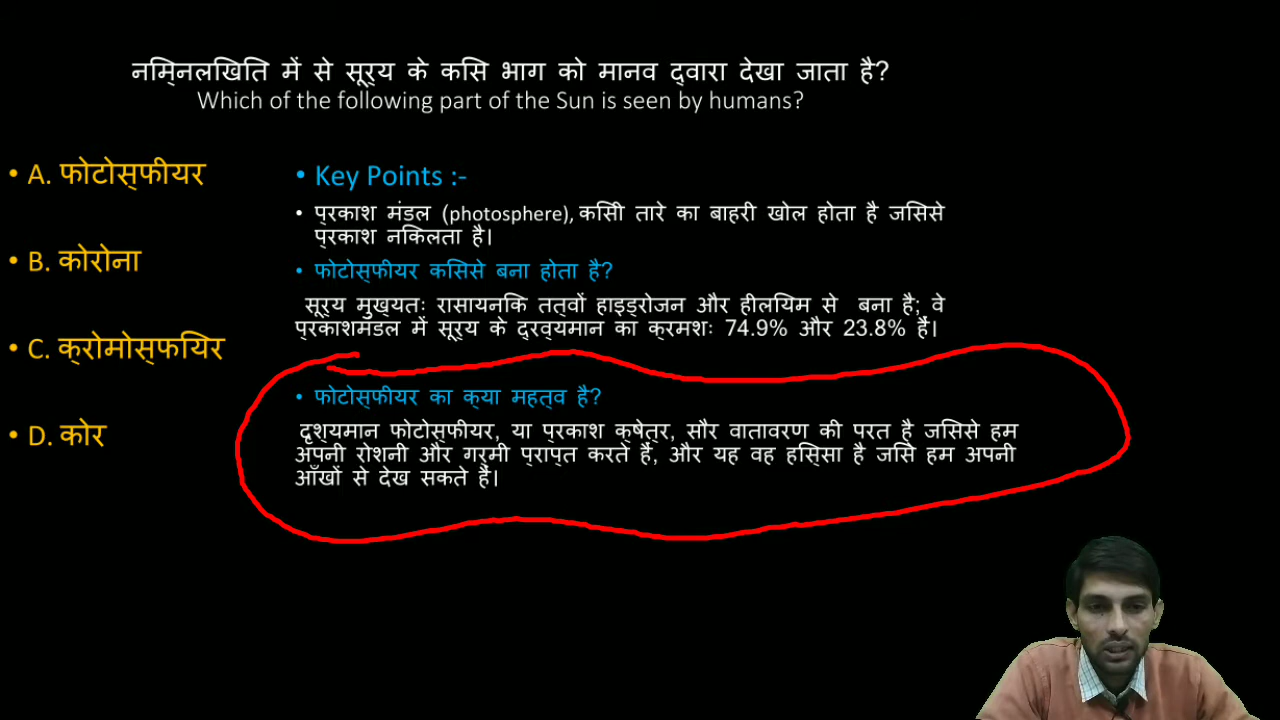 निम्नलिखित में से सूर्य के किस भाग को मानव द्वारा देखा जाता है?
Which of the following part of the Sun is seen by humans?
• A. फोटोस्फीयर
• B. कोरोना
• C. क्रोमोस्फियर
• D. कोर
• Key Points :-
• प्रकाश मंडल (photosphere), किसी तारे का बाहरी खोल होता है जिससे
प्रकाश निकलता है।
• फोटोस्फीयर किससे बना होता है?
सूर्य मुख्यतः रासायनिक तत्वों हाइड्रोजन और हीलियम से बना है; वे
प्रकाशमंडल में सूर्य के द्रव्यमान का क्रमशः 74.9% और 23.8% हैं।
• फोटोस्फीयर का क्या महत्व है?
दृश्यमान फोटोस्फीयर, या प्रकाश क्षेत्र, सौर वातावरण की परत है जिससे हम
अपनी रोशनी और गर्मी प्राप्त करते हैं, और यह वह हिस्सा है जिसे हम अपनी
आँखों से देख सकते हैं।